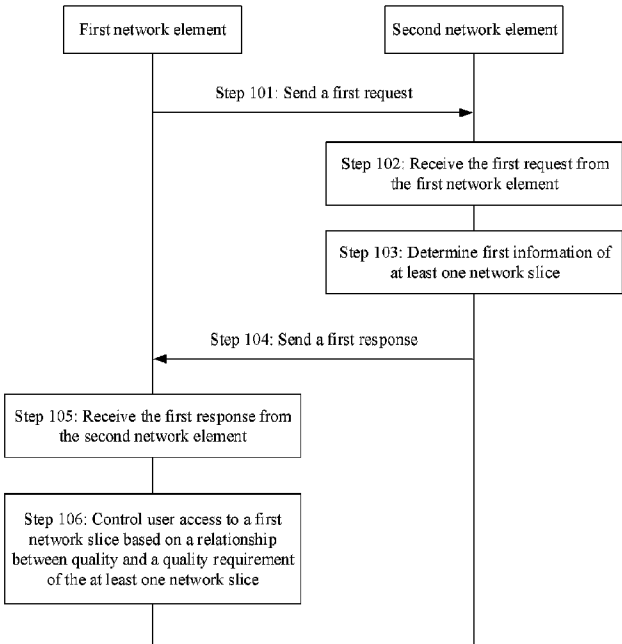 First network element
Second network element
Step 101: Send a first request
Step 102: Receive the first request from
the first network element
Step 103: Determine first information of
at least one network slice
Step 104: Send a first response
Step 105: Receive the first response from
the second network element
Step 106: Control user access to a first
network slice based on a relationship
between quality and a quality requirement
of the at least one network slice